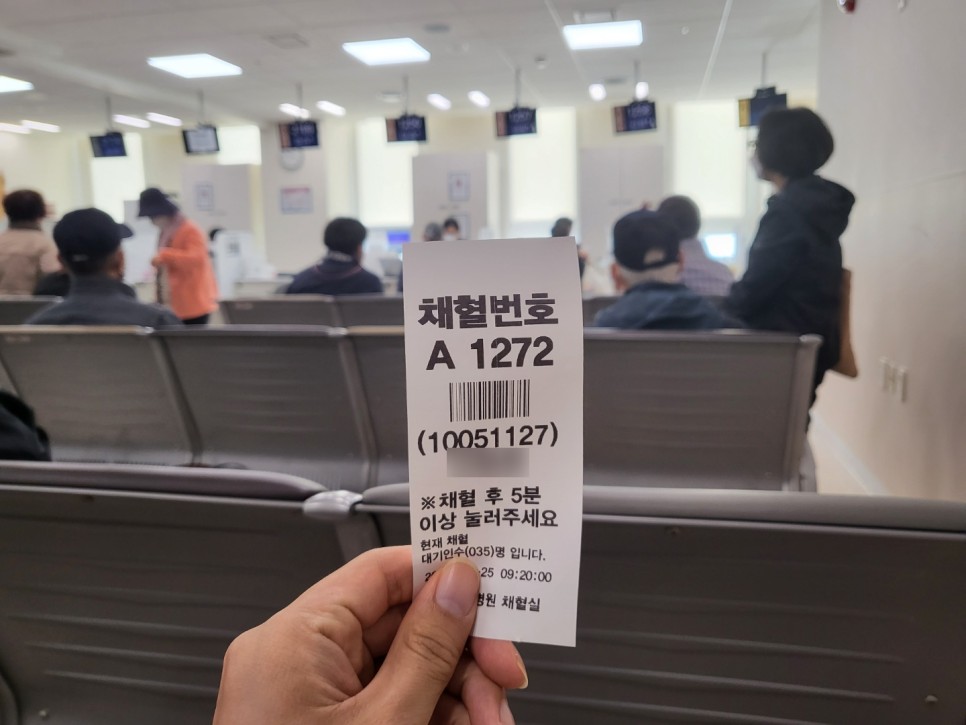 채혈번호
A 1272
(10051127)
※ 채혈 후 5분
이상 눌러주세요
현재 채혈
대기인수(035)명 입니다.
25 09:20:00
병원 채혈실